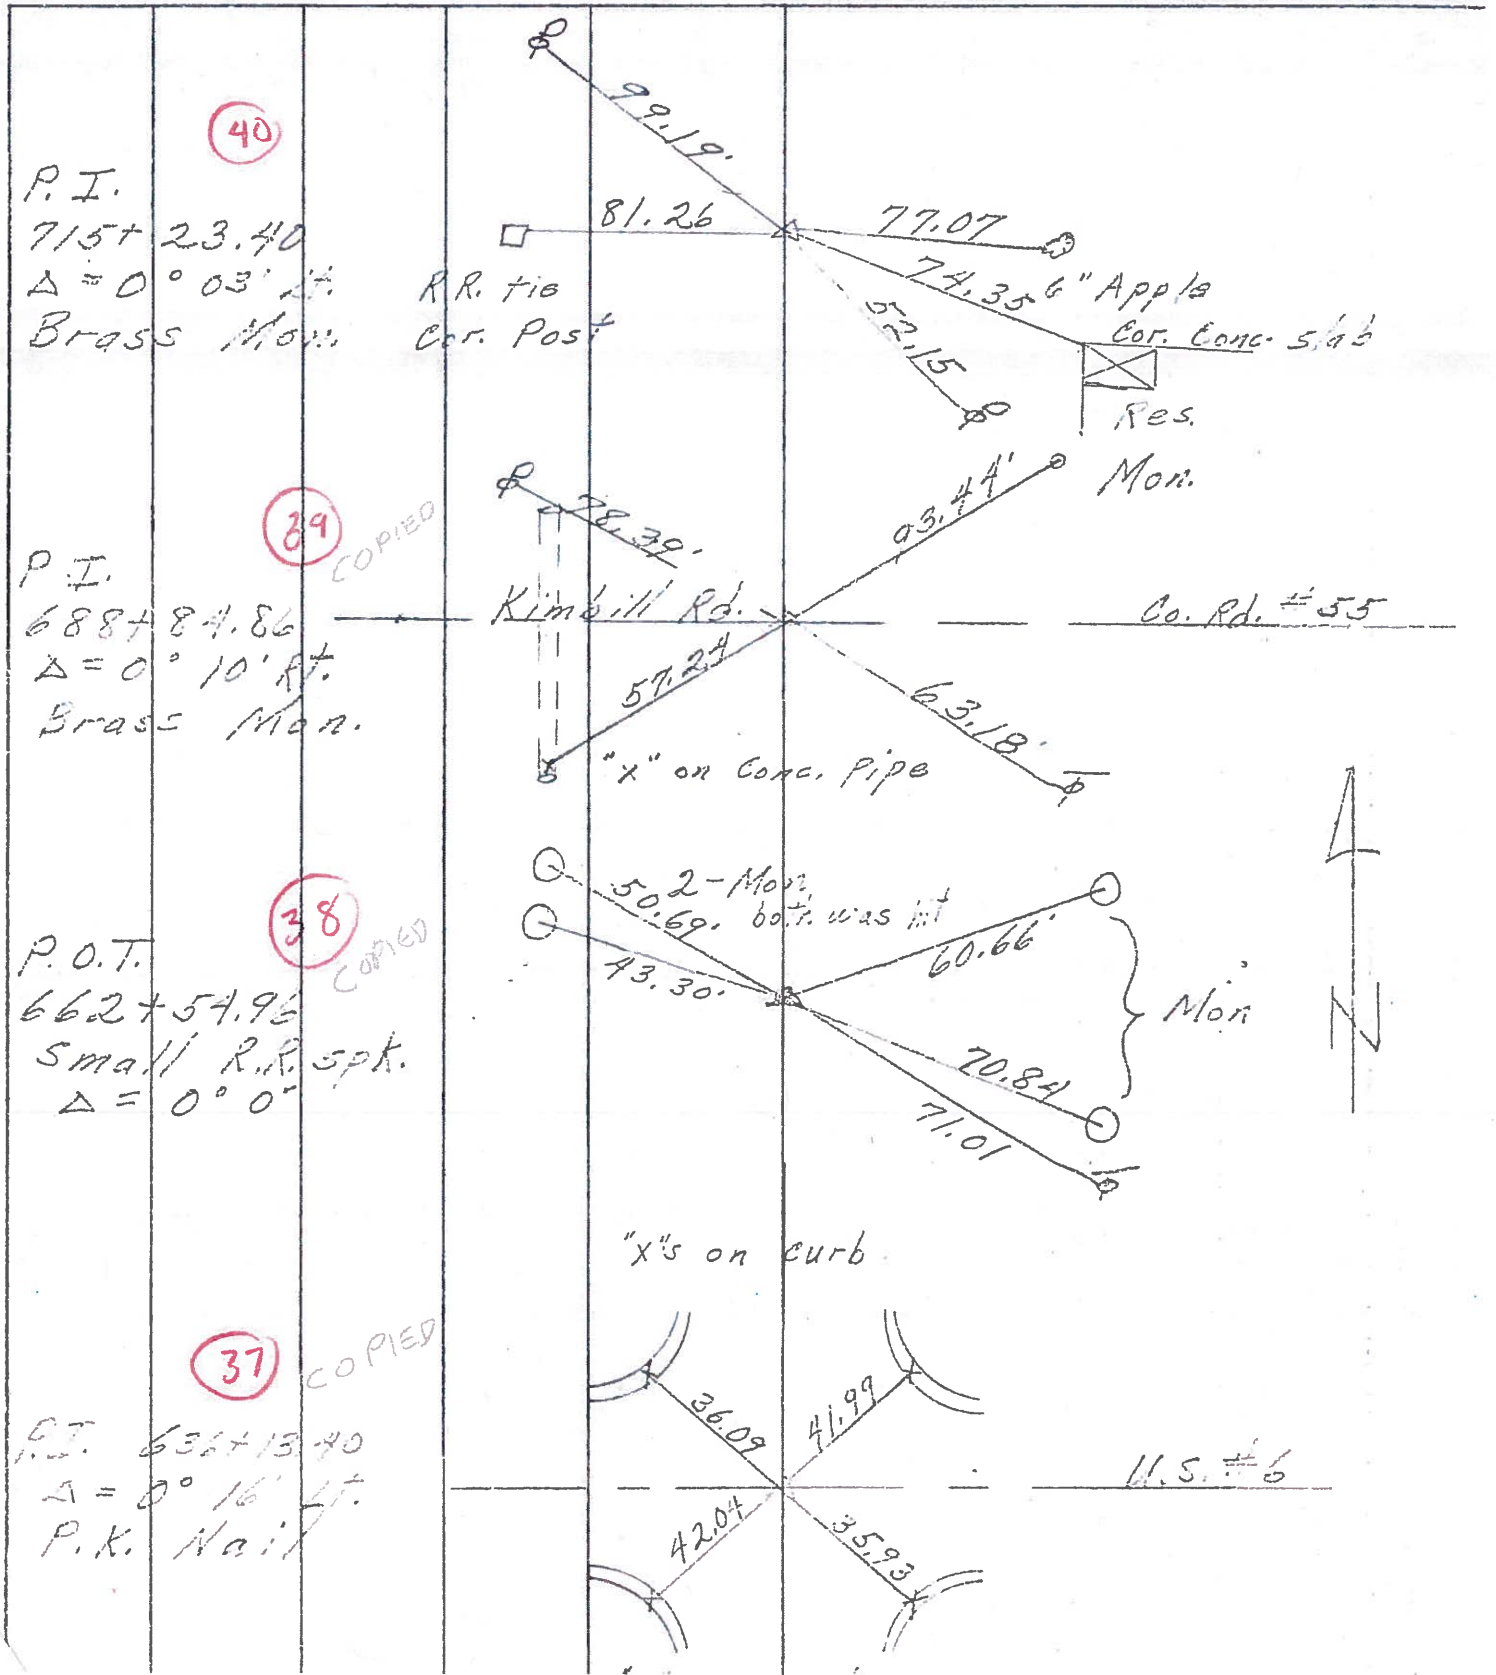 40
P.I.
715+23.40
Δ = 0° 03' Lt.
Brass Mon.
99.19'
81.26
77.07
R.R. tie
Cor. Post
74.35
6" Apple
52.15
Cor. Conc. slab
Res.
39
COPIED
P.I.
688+84.86
Δ = 0° 10' Rt.
Brass Mon.
78.39'
93.44'
Mon.
Kimbill Rd.
Co. Rd. #55
57.24
63.18'
"x" on Conc. Pipe
38
COPIED
P.O.T.
662+54.96
Small R.R. spk.
Δ = 0° 0'
2-Mon.
50.69' both was hit
43.30'
60.66'
Mon
70.84
71.01
N
"x"s on curb
37
COPIED
P.I. 636+13.40
Δ = 0° 16' Lt.
P.K. Nail
36.09
41.99
U.S. #6
42.04
35.93